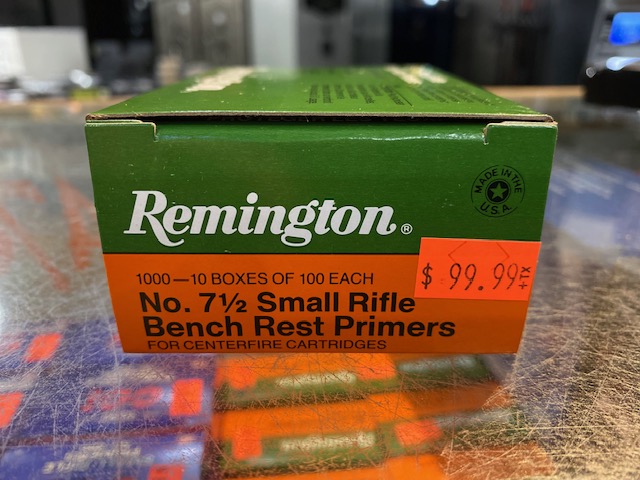 MADE IN THE
U.S.A.
Remington®
$ 99.99 +TX
1000—10 BOXES OF 100 EACH
No. 7½ Small Rifle
Bench Rest Primers
FOR CENTERFIRE CARTRIDGES